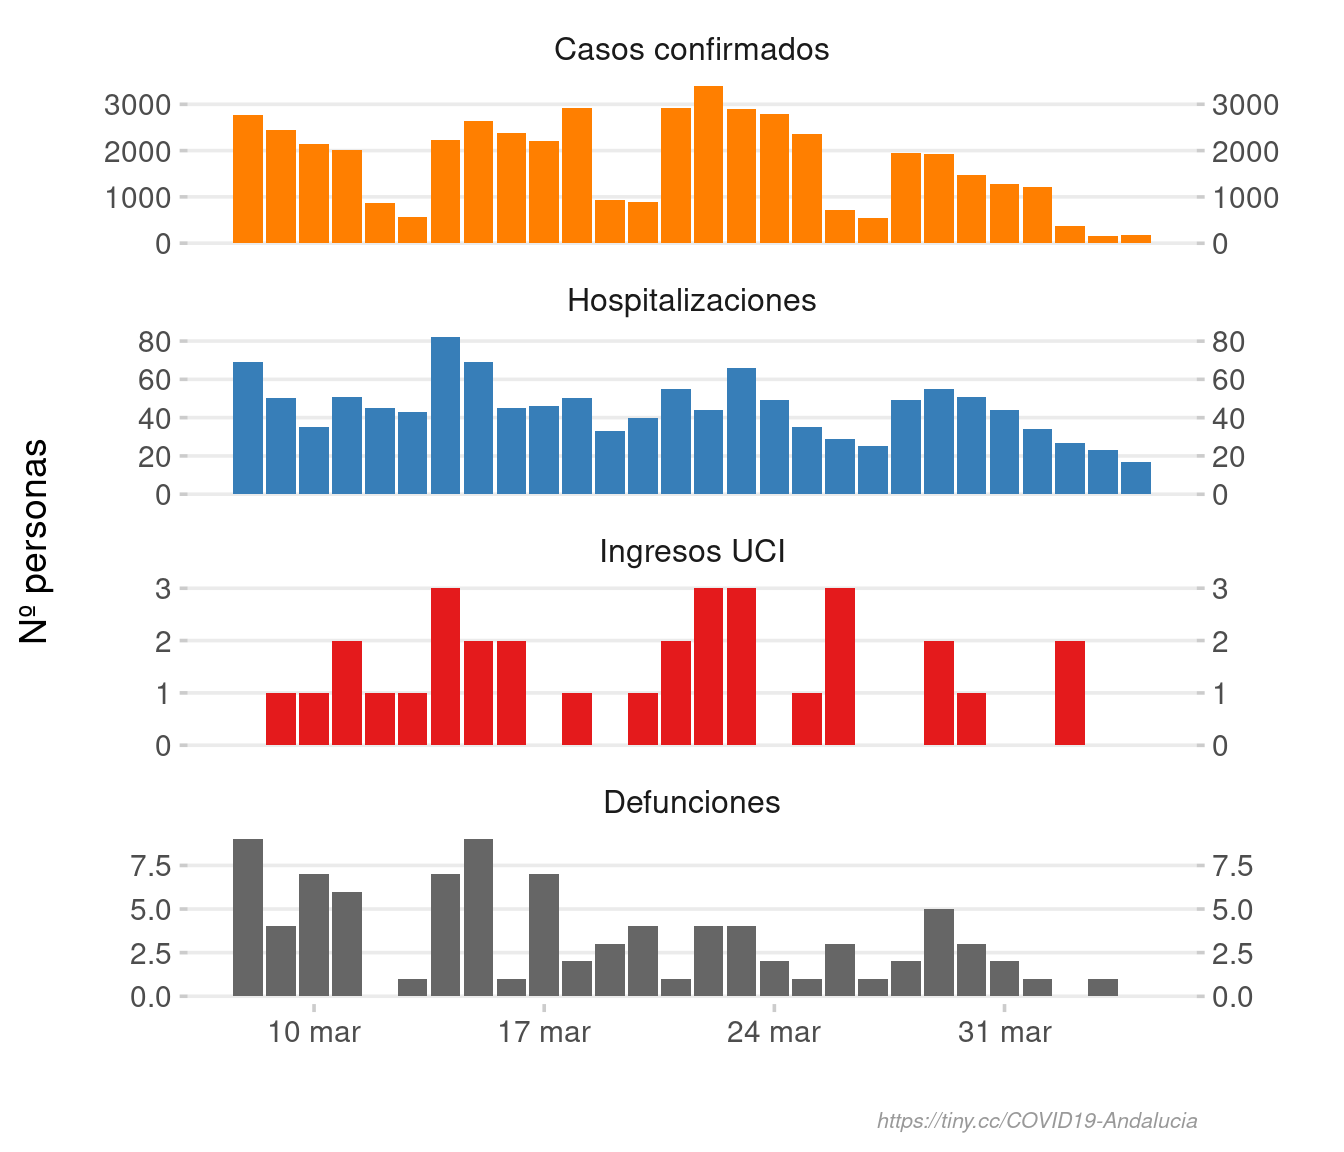 Casos confirmados
3000 3000
2000 2000
1000 1000
0 0
Hospitalizaciones
80 80
60 60
40 40
20 20
0 0
Nº personas
Ingresos UCI
3 3
2 2
1 1
0 0
Defunciones
7.5 7.5
5.0 5.0
2.5 2.5
0.0 0.0
10 mar 17 mar 24 mar 31 mar
https://tiny.cc/COVID19-Andalucia